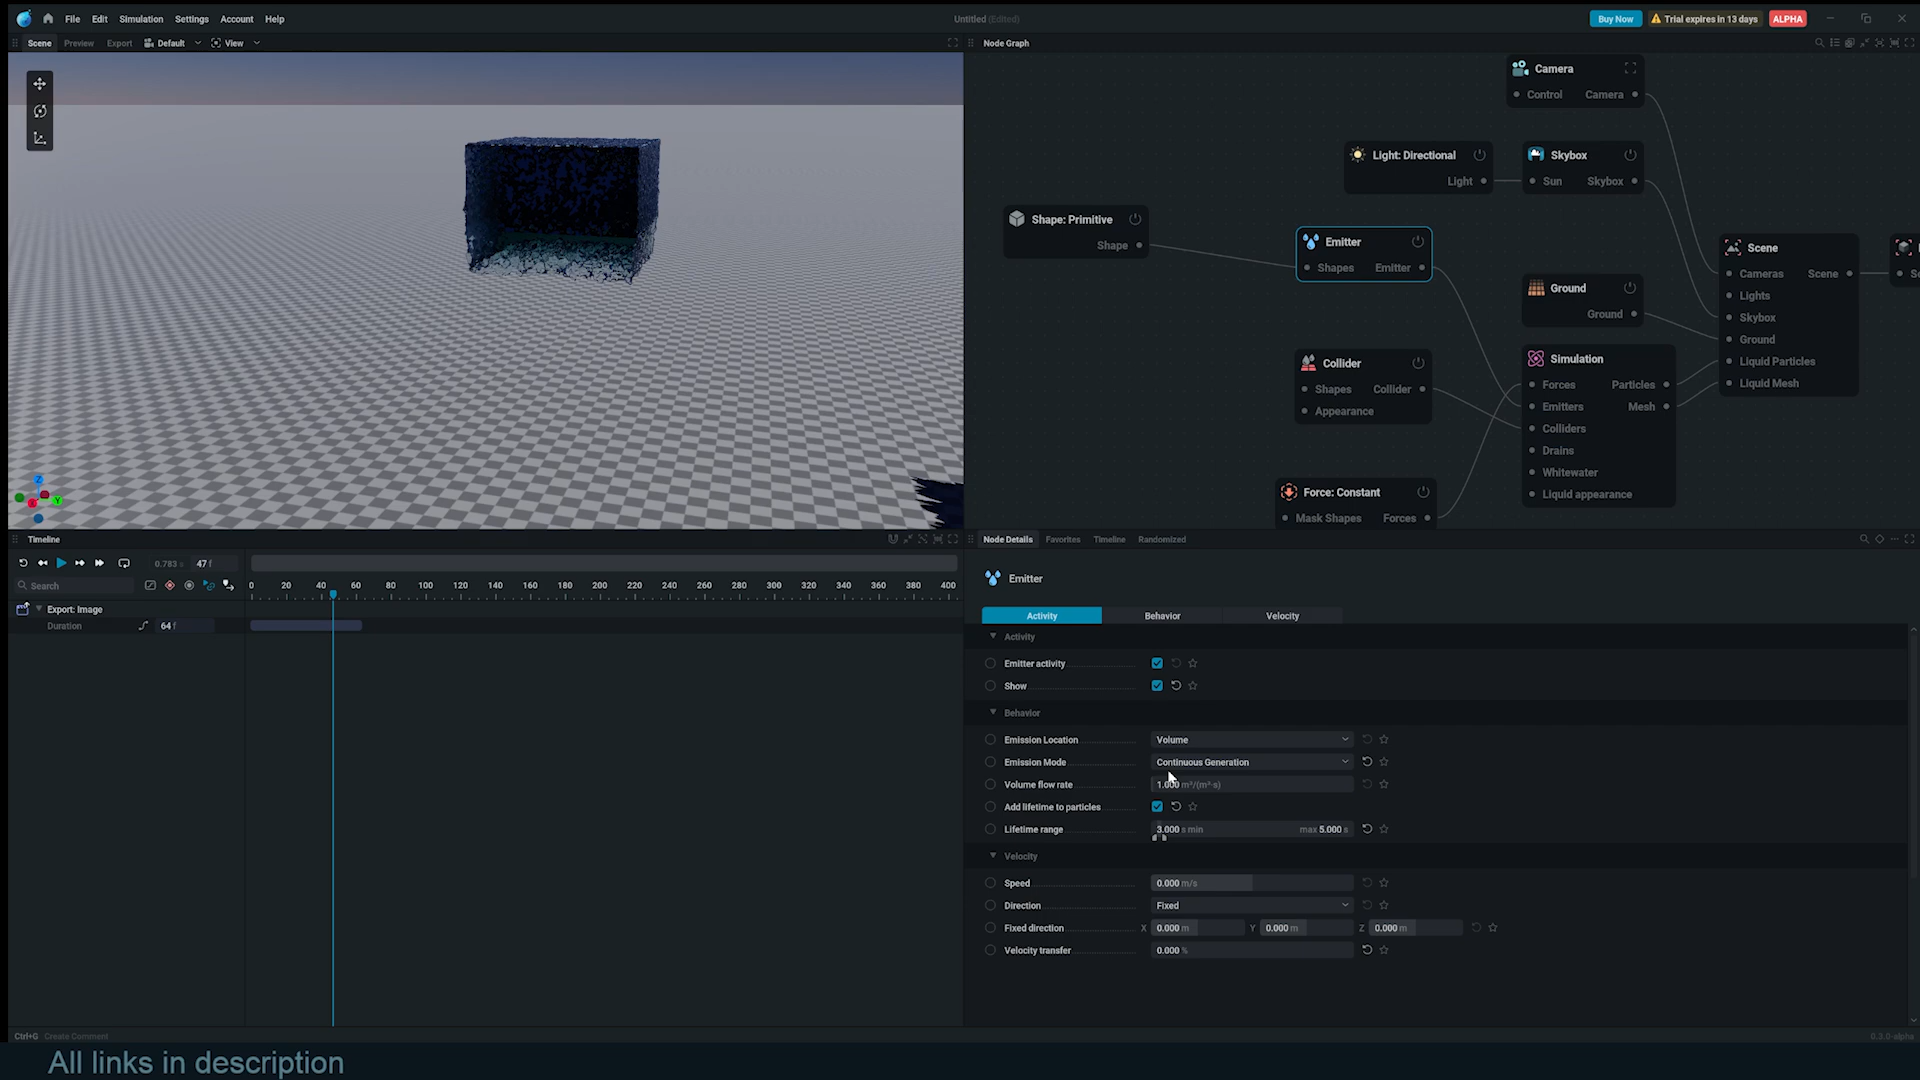 File Edit Simulation Settings Account Help
Untitled (Edited)
Buy Now Trial expires in 13 days ALPHA
Scene Preview Export Default View
Node Graph
Camera
Control Camera
Light: Directional
Light
Skybox
Sun Skybox
Shape: Primitive
Shape
Emitter
Shapes Emitter
Scene
Cameras Scene
Lights
Skybox
Ground
Liquid Particles
Liquid Mesh
Ground
Ground
Collider
Shapes Collider
Appearance
Simulation
Forces Particles
Emitters Mesh
Colliders
Drains
Whitewater
Liquid appearance
Force: Constant
Mask Shapes Forces
Z
Y
Timeline
0.783 s 47 f
Search
0 20 40 60 80 100 120 140 160 180 200 220 240 260 280 300 320 340 360 380 400
Export: Image
Duration 64 f
Node Details Favorites Timeline Randomized
Emitter
Activity Behavior Velocity
Activity
Emitter activity
Show
Behavior
Emission Location Volume
Emission Mode Continuous Generation
Volume flow rate 1.000 m³/(m³·s)
Add lifetime to particles
Lifetime range 3.000 s min max 5.000 s
Velocity
Speed 0.000 m/s
Direction Fixed
Fixed direction X 0.000 m Y 0.000 m Z 0.000 m
Velocity transfer 0.000 %
Ctrl+G Create Comment
0.3.0-alpha
All links in description